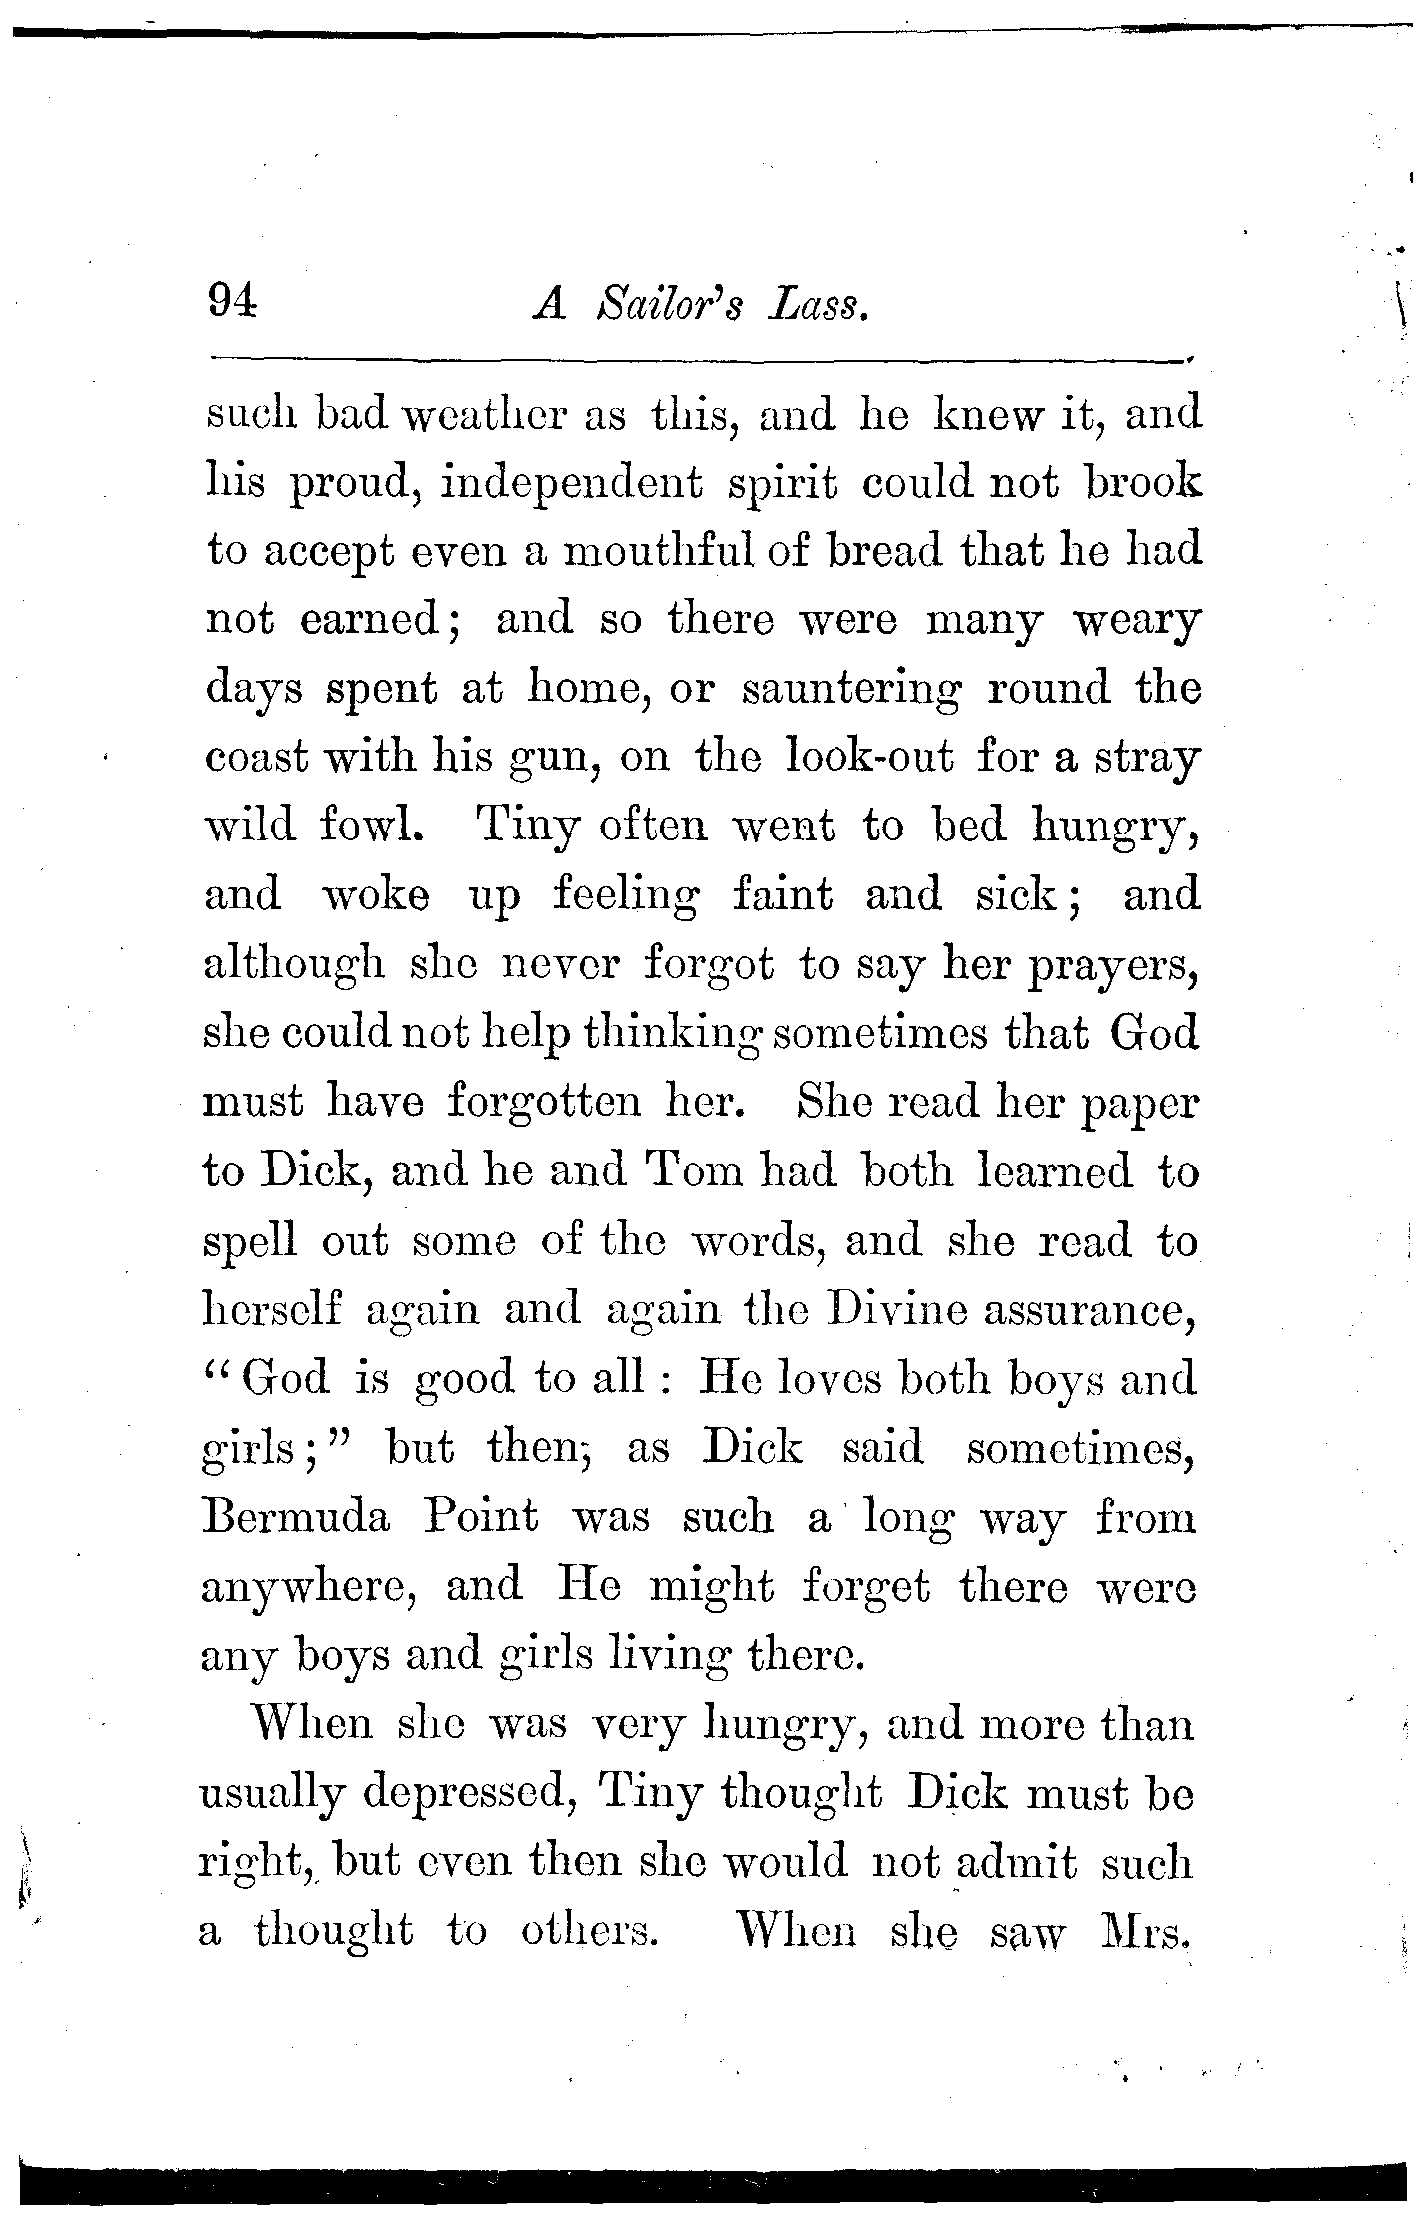 94 A Sailor's Lass.
such bad weather as this, and he knew it, and
his proud, independent spirit could not brook
to accept even a mouthful of bread that he had
not earned; and so there were many weary
days spent at home, or sauntering round the
coast with his gun, on the look-out for a stray
wild fowl. Tiny often went to bed hungry,
and woke up feeling faint and sick; and
although she never forgot to say her prayers,
she could not help thinking sometimes that God
must have forgotten her. She read her paper
to Dick, and he and Tom had both learned to
spell out some of the words, and she read to
herself again and again the Divine assurance,
“God is good to all: He loves both boys and
girls;” but then, as Dick said sometimes,
Bermuda Point was such a long way from
anywhere, and He might forget there were
any boys and girls living there.
When she was very hungry, and more than
usually depressed, Tiny thought Dick must be
right, but even then she would not admit such
a thought to others. When she saw Mrs.